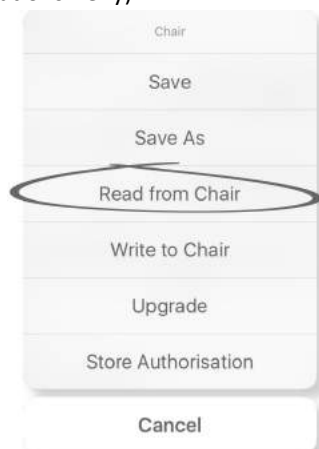 Chair
Save
Save As
Read from Chair
Write to Chair
Upgrade
Store Authorisation
Cancel